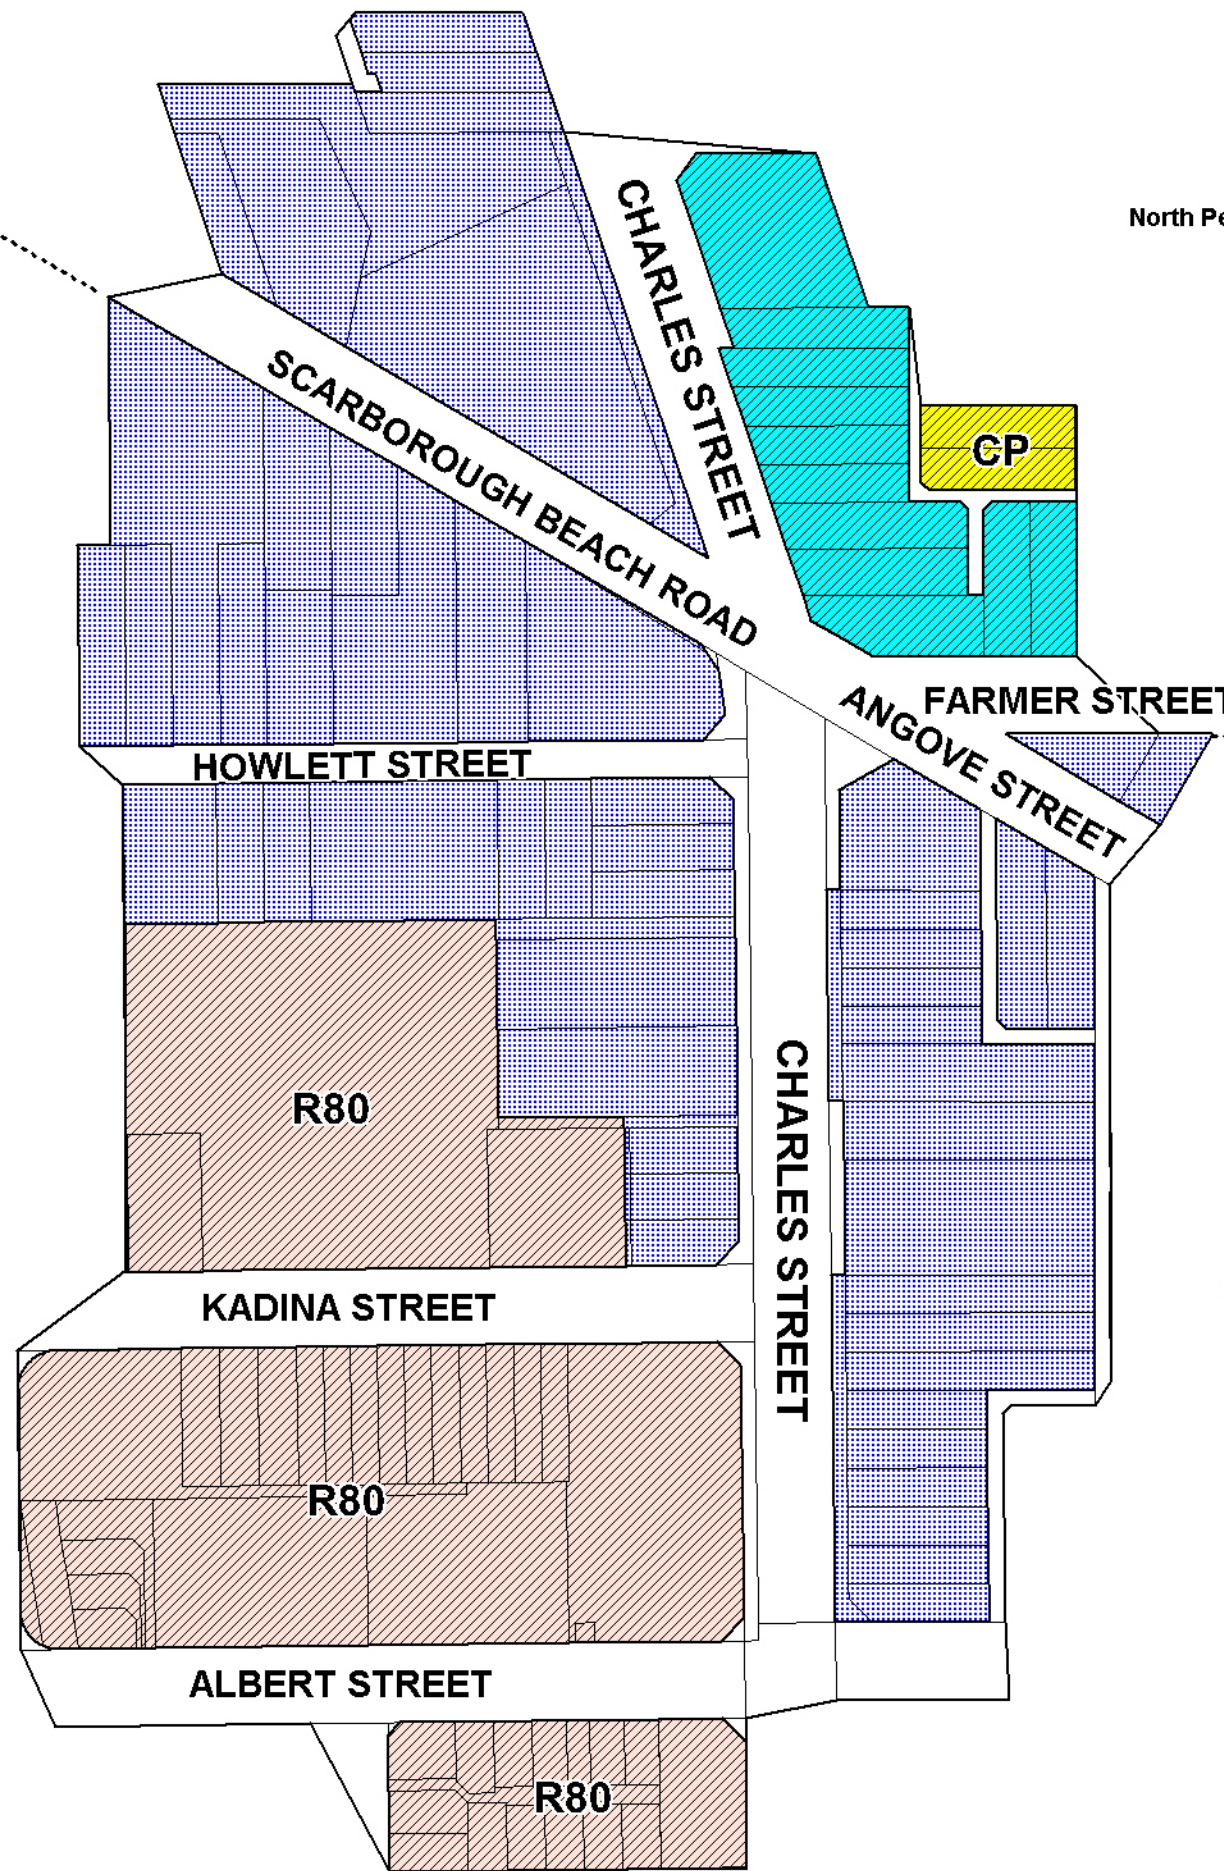 North Pe
CHARLES STREET
SCARBOROUGH BEACH ROAD
CP
FARMER STREET
ANGOVE STREET
HOWLETT STREET
R80
CHARLES STREET
KADINA STREET
R80
ALBERT STREET
R80